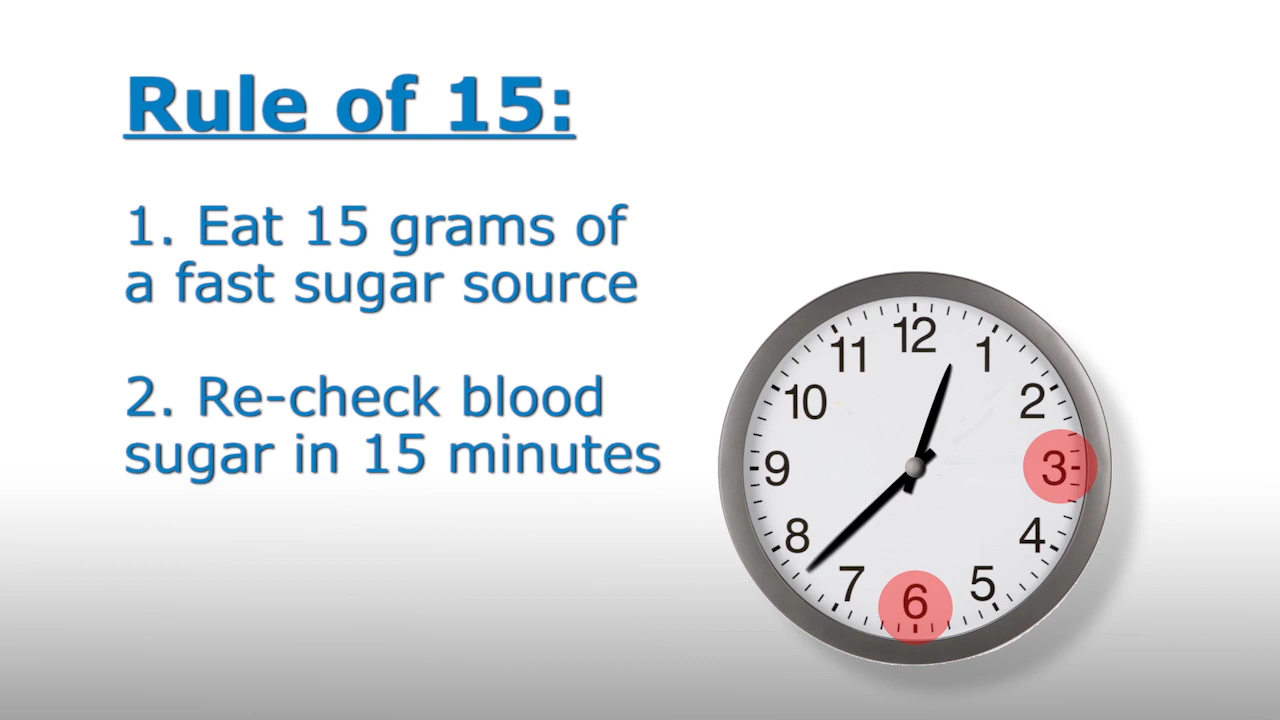 Rule of 15:
1. Eat 15 grams of
a fast sugar source
2. Re-check blood
sugar in 15 minutes
12
1
2
3
4
5
6
7
8
9
10
11